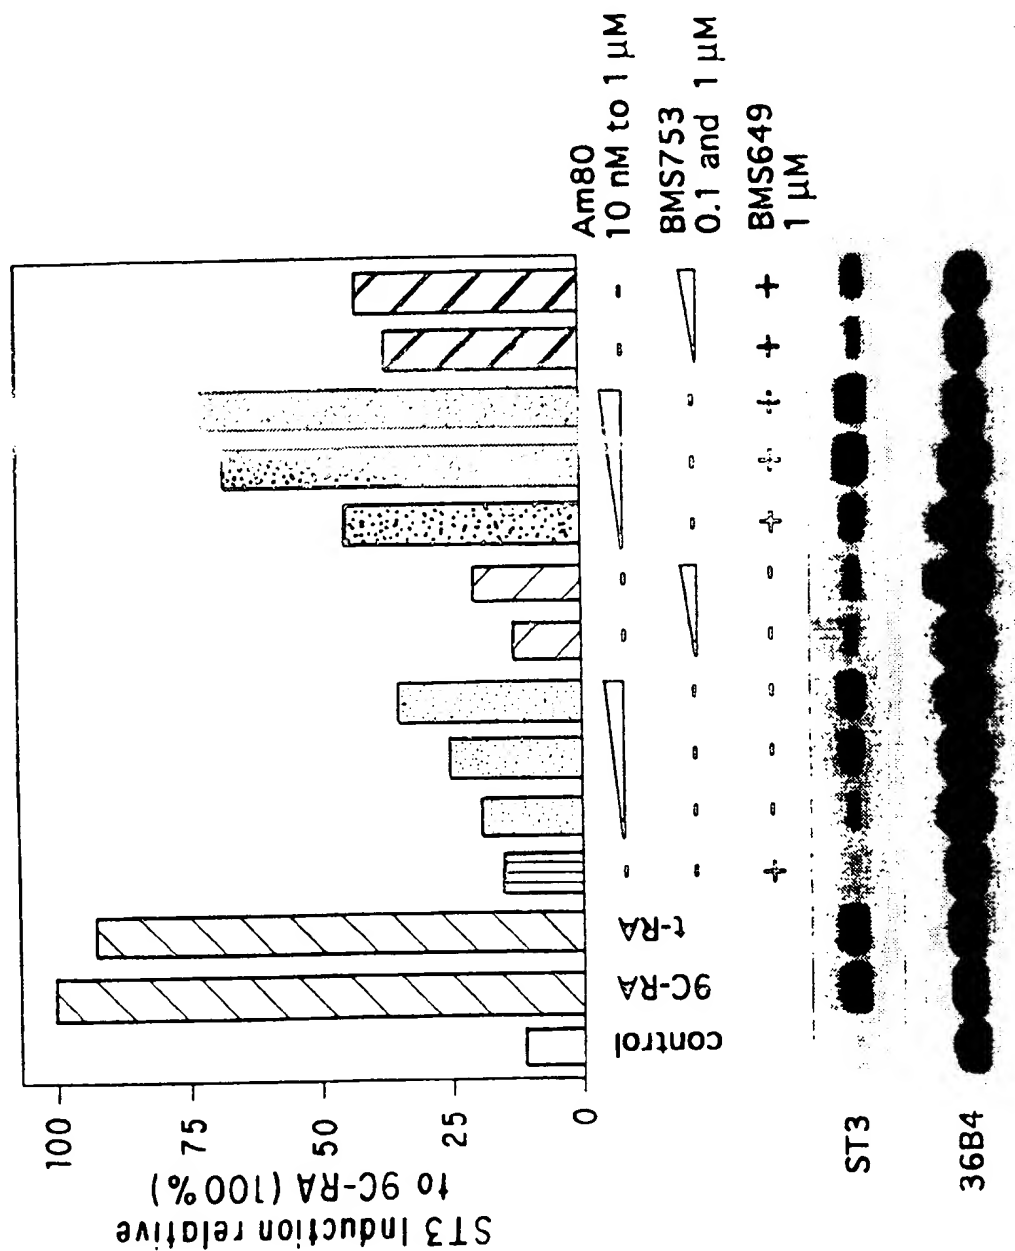 ST3 Induction relative
to 9C-RA (100%)
100
75
50
25
0
control
9C-RA
t-RA
- - - - - - - -
Am80
10 nM to 1 µM
- - - - - - -
BMS753
0.1 and 1 µM
+ - - - - - + + + + +
BMS649
1 µM
ST3
36B4